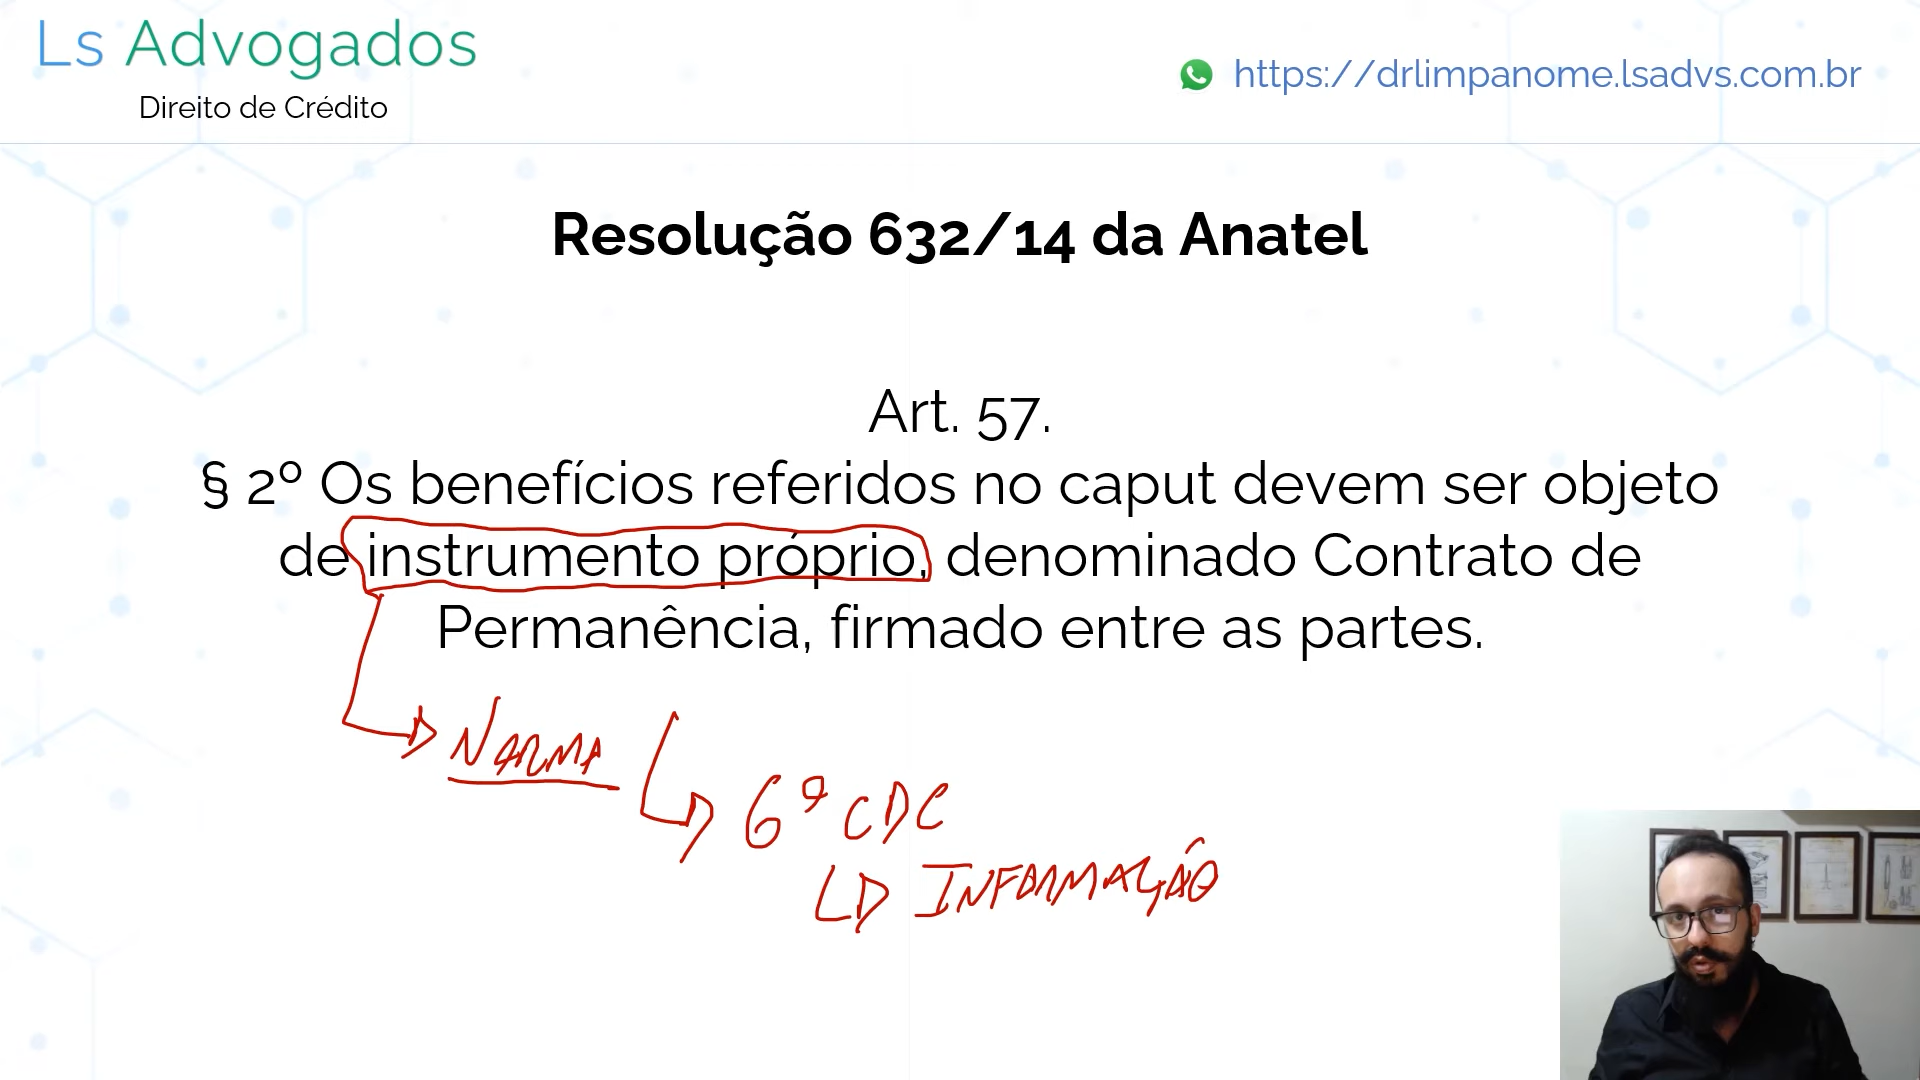 Ls Advogados
Direito de Crédito
https://drlimpanome.lsadvs.com.br
Resolução 632/14 da Anatel
Art. 57.
§ 2º Os benefícios referidos no caput devem ser objeto
de instrumento próprio, denominado Contrato de
Permanência, firmado entre as partes.
NORMA
6º CDC
INFORMAÇÃO